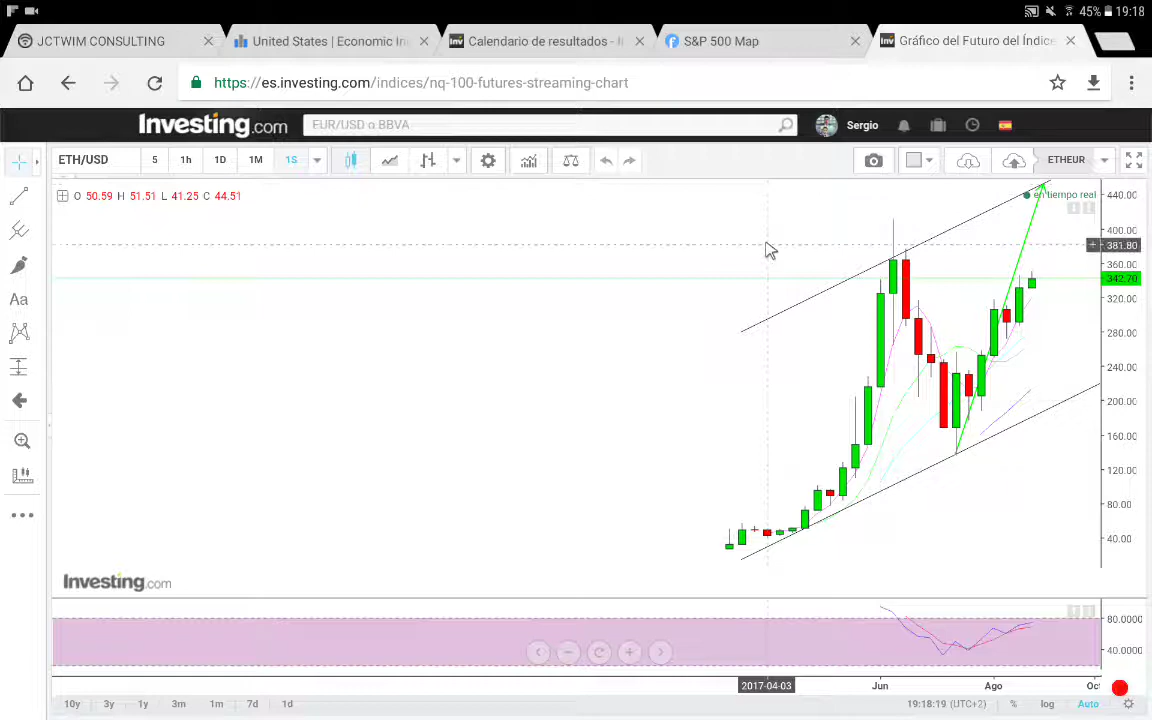 45% 19:18
JCTWIM CONSULTING × United States | Economic In × Calendario de resultados - I × S&P 500 Map × Gráfico del Futuro del Índice ×
https://es.investing.com/indices/nq-100-futures-streaming-chart
Investing.com EUR/USD o BBVA Sergio
ETH/USD 5 1h 1D 1M 1S ETHEUR
O 50.59 H 51.51 L 41.25 C 44.51
en tiempo real
440.00
400.00
381.80
360.00
342.70
320.00
280.00
240.00
200.00
160.00
120.00
80.00
40.00
Aa
Investing.com
80.0000
40.0000
2017-04-03 Jun Ago Oct
10y 3y 1y 3m 1m 7d 1d 19:18:19 (UTC+2) % log Auto